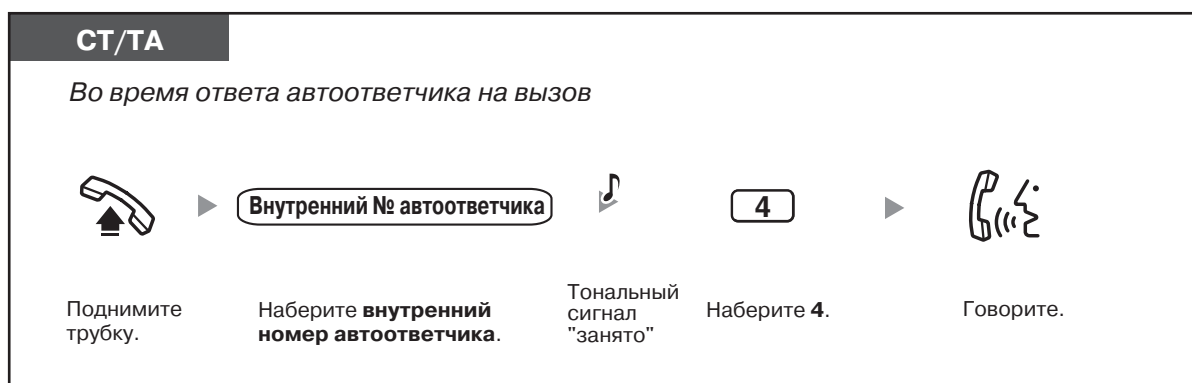 СТ/ТА
Во время ответа автоответчика на вызов
Внутренний № автоответчика
4
Поднимите
трубку.
Наберите внутренний
номер автоответчика.
Тональный
сигнал
"занято"
Наберите 4.
Говорите.